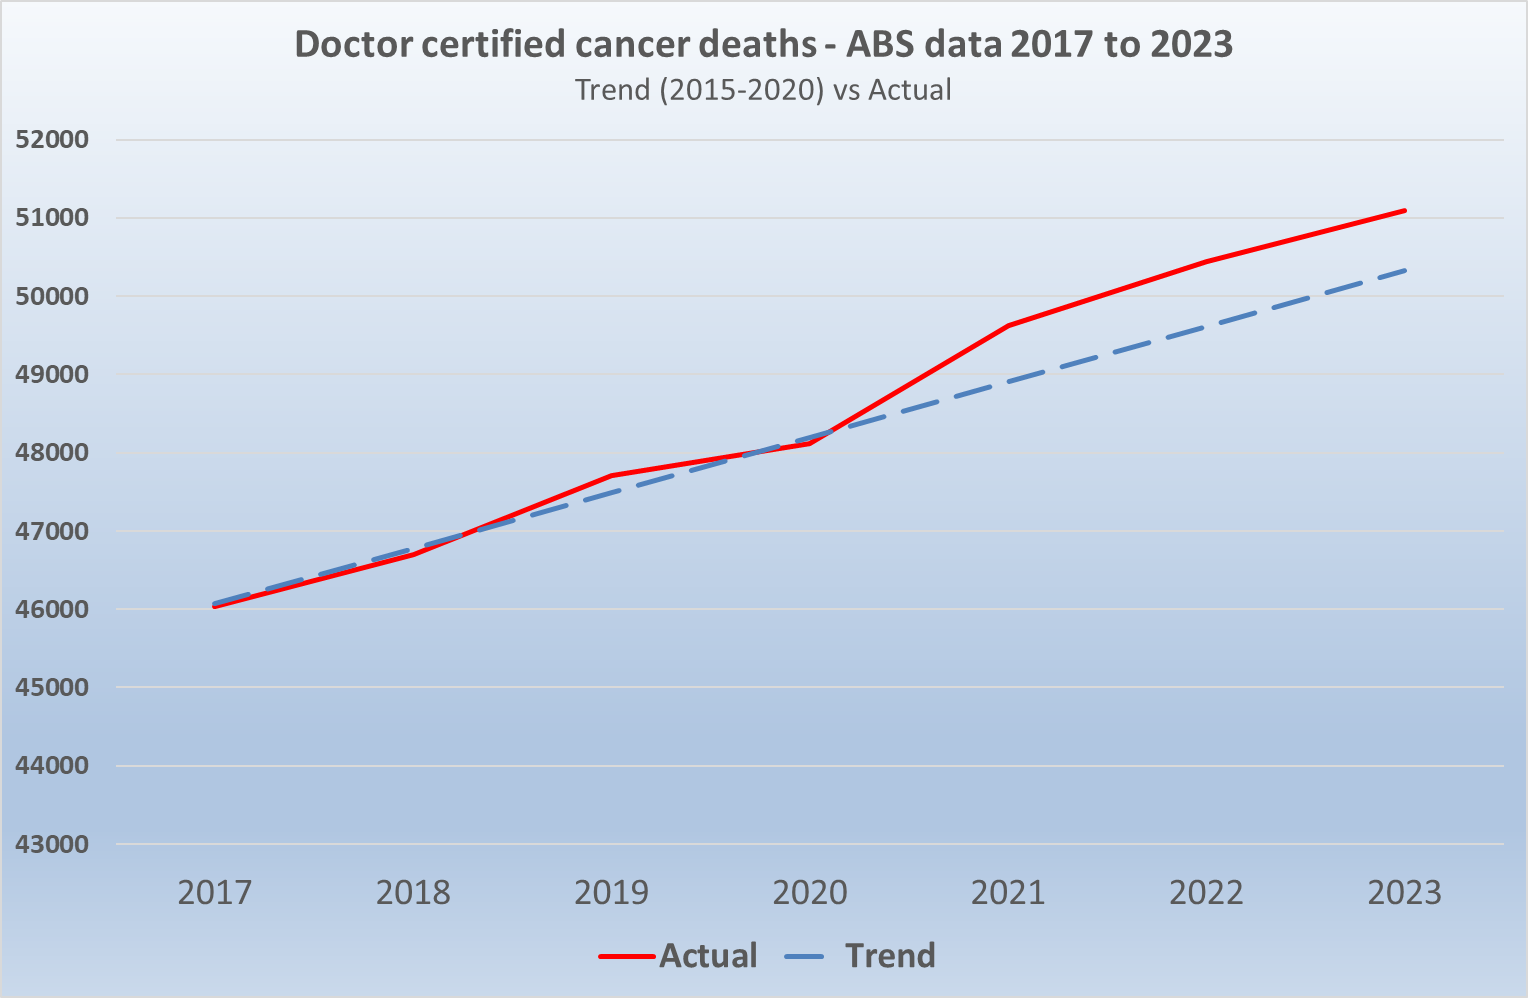 Doctor certified cancer deaths - ABS data 2017 to 2023
Trend (2015-2020) vs Actual
52000
51000
50000
49000
48000
47000
46000
45000
44000
43000
2017 2018 2019 2020 2021 2022 2023
Actual Trend